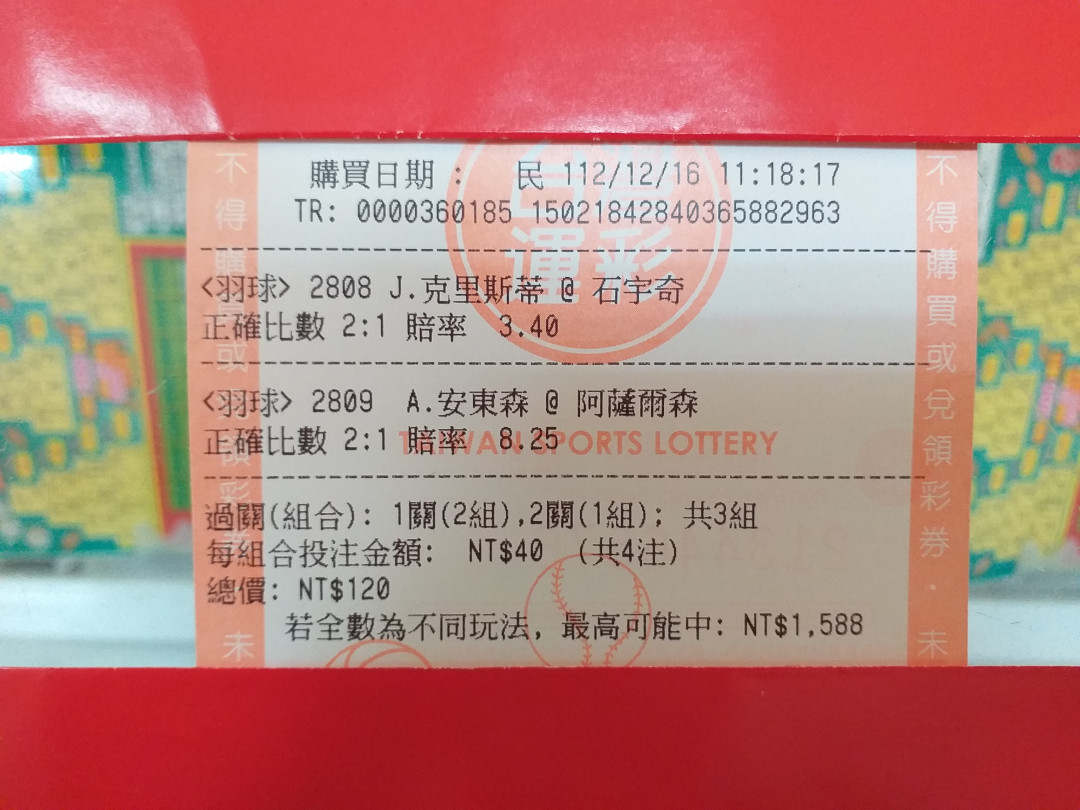 購買日期： 民 112/12/16 11:18:17
TR: 0000360185 15021842840365882963
台灣
運彩
<羽球> 2808 J.克里斯蒂 @ 石宇奇
正確比數 2:1 賠率 3.40
<羽球> 2809 A.安東森 @ 阿薩爾森
正確比數 2:1 賠率 8.25
TAIWAN SPORTS LOTTERY
過關(組合): 1關(2組),2關(1組); 共3組
每組合投注金額: NT$40 (共4注)
總價: NT$120
若全數為不同玩法, 最高可能中: NT$1,588
不得購買或兌領彩券．未
不得購買或兌領彩券．未